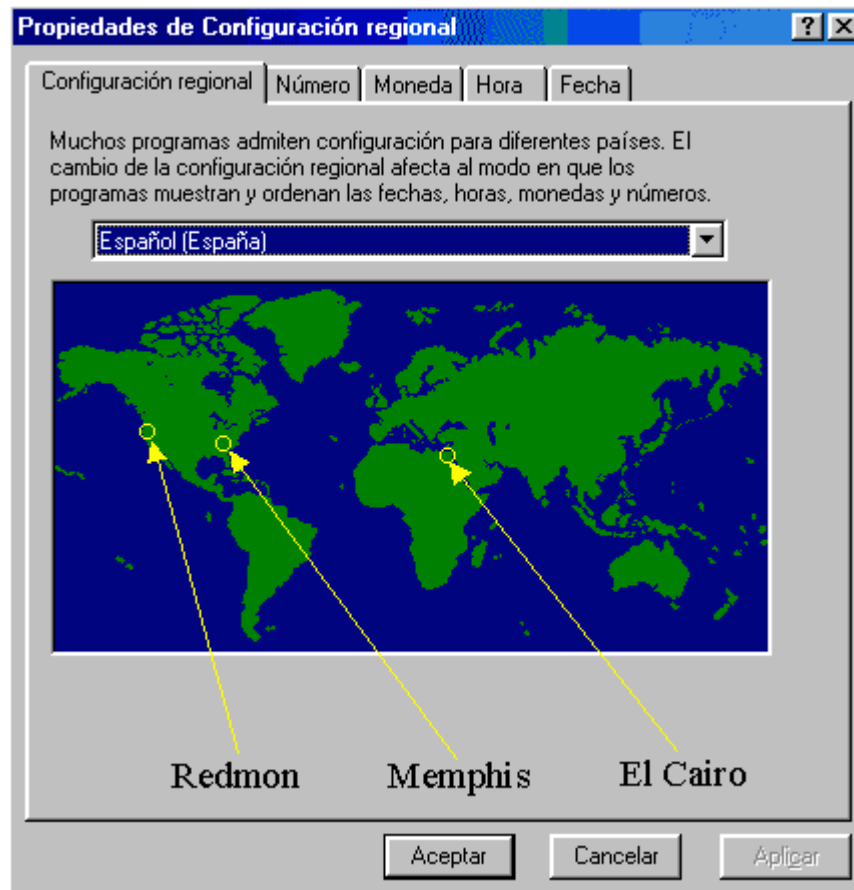 Propiedades de Configuración regional
Configuración regional Número Moneda Hora Fecha
Muchos programas admiten configuración para diferentes países. El
cambio de la configuración regional afecta al modo en que los
programas muestran y ordenan las fechas, horas, monedas y números.
Español (España)
Redmon Memphis El Cairo
Aceptar Cancelar Aplicar